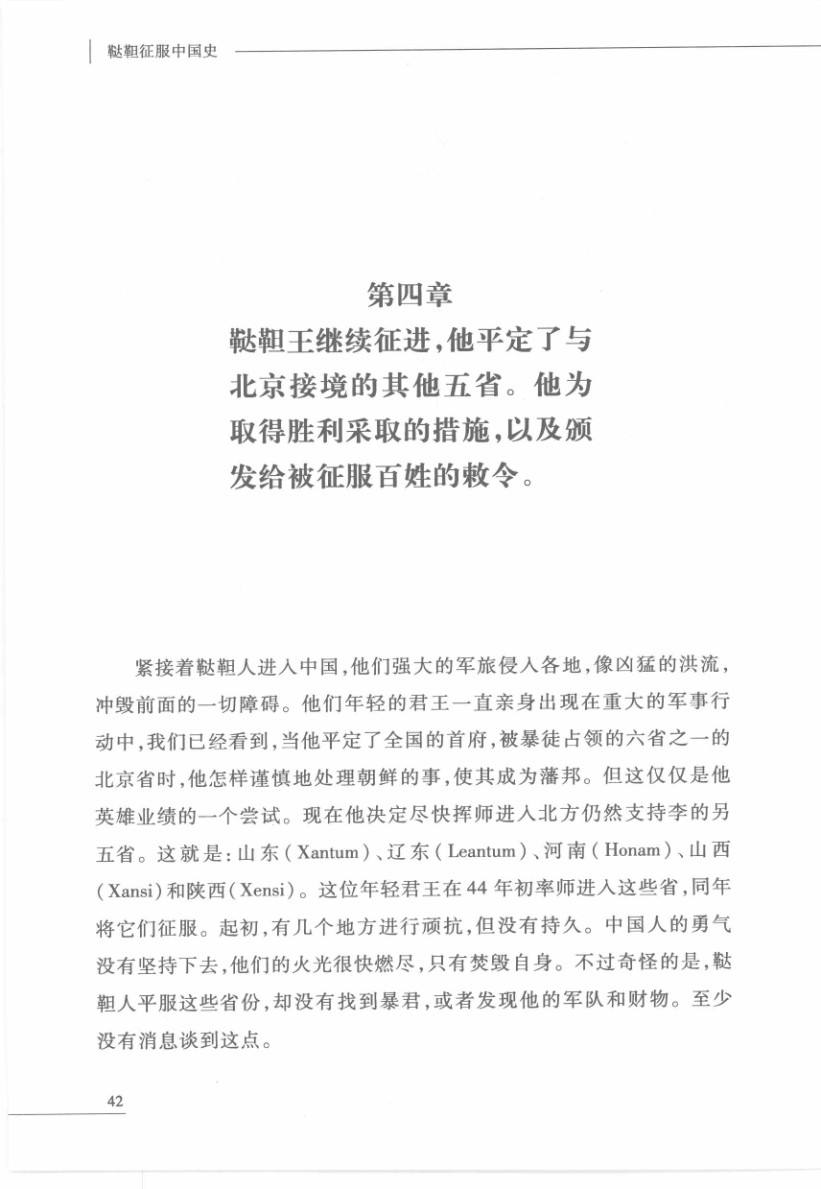 鞑靼征服中国史
第四章
鞑靼王继续征进,他平定了与
北京接境的其他五省。他为
取得胜利采取的措施,以及颁
发给被征服百姓的敕令。
紧接着鞑靼人进入中国,他们强大的军旅侵入各地,像凶猛的洪流,
冲毁前面的一切障碍。他们年轻的君王一直亲身出现在重大的军事行
动中,我们已经看到,当他平定了全国的首府,被暴徒占领的六省之一的
北京省时,他怎样谨慎地处理朝鲜的事,使其成为藩邦。但这仅仅是他
英雄业绩的一个尝试。现在他决定尽快挥师进入北方仍然支持李的另
五省。这就是:山东(Xantum)、辽东(Leantum)、河南(Honam)、山西
(Xansi)和陕西(Xensi)。这位年轻君王在 44 年初率师进入这些省,同年
将它们征服。起初,有几个地方进行顽抗,但没有持久。中国人的勇气
没有坚持下去,他们的火光很快燃尽,只有焚毁自身。不过奇怪的是,鞑
靼人平服这些省份,却没有找到暴君,或者发现他的军队和财物。至少
没有消息谈到这点。
42